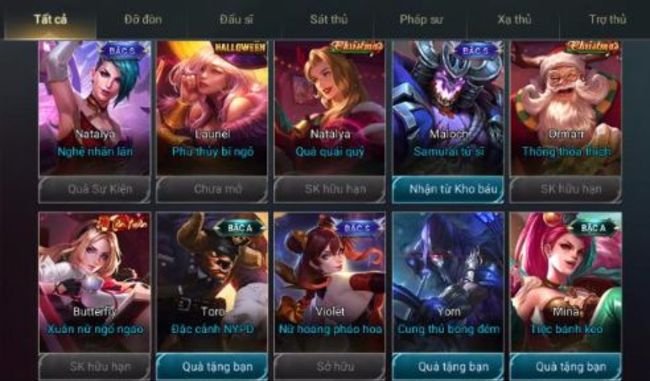 Tất cả
Đỡ đòn
Đấu sĩ
Sát thủ
Pháp sư
Xạ thủ
Trợ thủ
BẬC S
HALLOWEEN
Christmas
BẬC S
Christmas
Natalya
Lauriel
Natalya
Maloch
Ormarr
Nghệ nhân lân
Phù thủy bí ngô
Quà quái quỷ
Samurai tử sĩ
Thông thỏa thích
Quà Sự Kiện
Chưa mở
SK hữu hạn
Nhận từ Kho báu
SK hữu hạn
BẬC A
BẬC S
BẬC A
Butterfly
Toro
Violet
Yorn
Mina
Xuân nữ ngổ ngáo
Đặc cảnh NYPD
Nữ hoàng pháo hoa
Cung thủ bóng đêm
Tiệc bánh kẹo
SK hữu hạn
Quà tặng bạn
Sở hữu
Quà tặng bạn
Quà tặng bạn